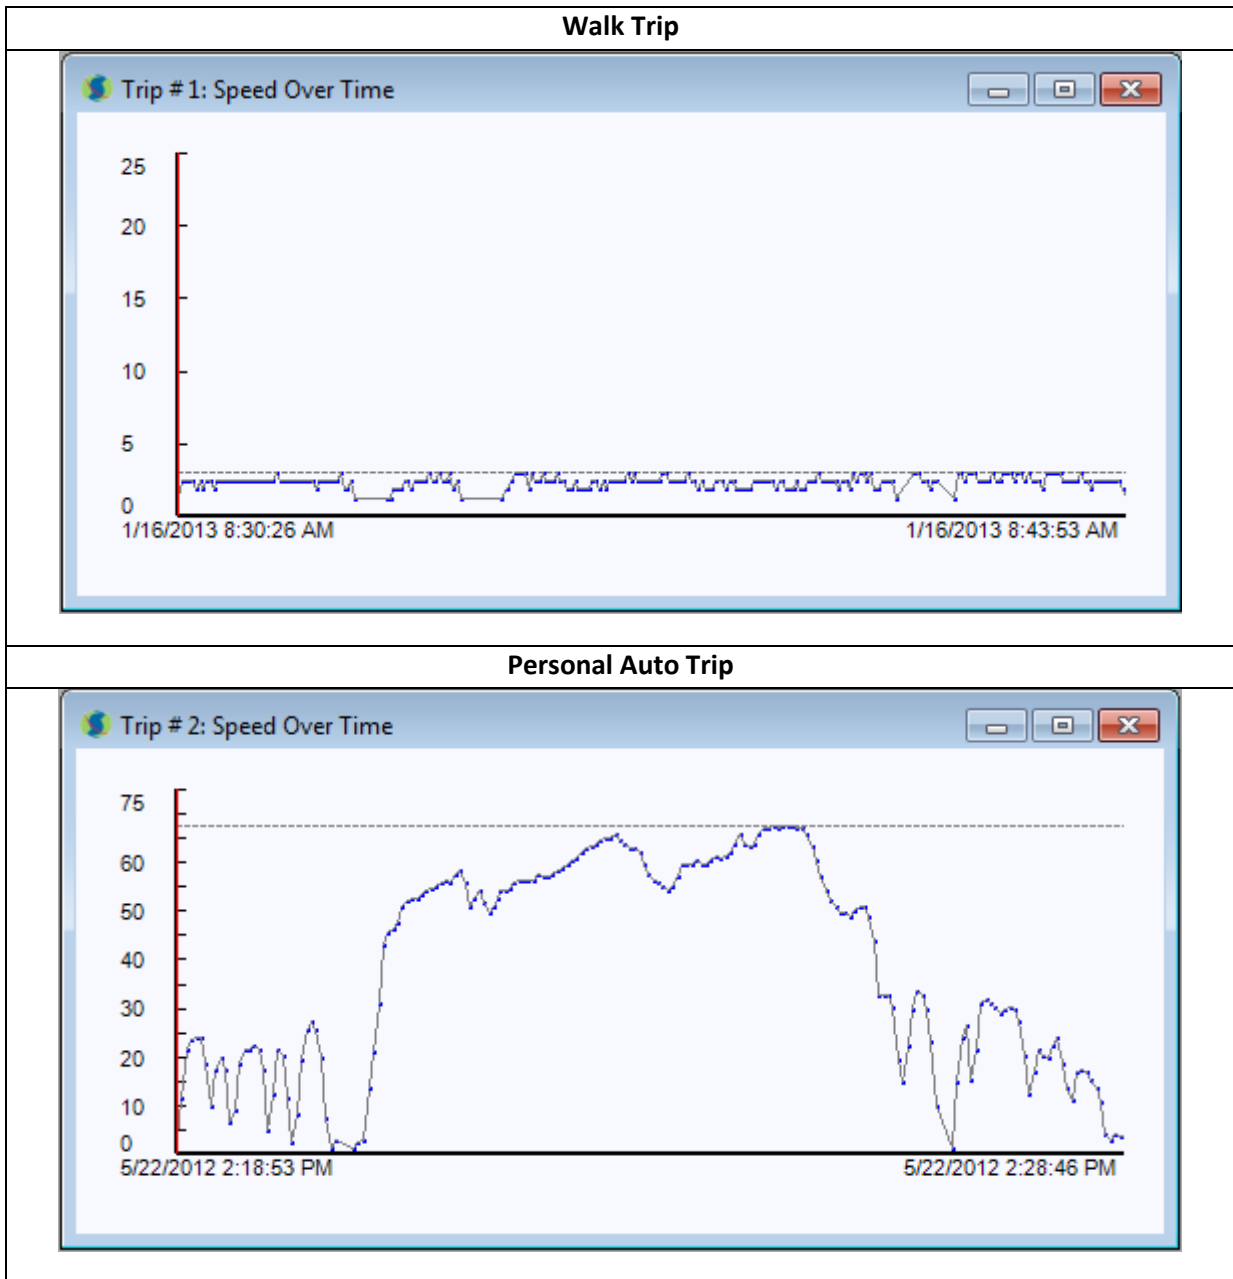 Walk Trip
Trip # 1: Speed Over Time
25
20
15
10
5
0
1/16/2013 8:30:26 AM 1/16/2013 8:43:53 AM
Personal Auto Trip
Trip # 2: Speed Over Time
75
60
50
40
30
20
10
0
5/22/2012 2:18:53 PM 5/22/2012 2:28:46 PM